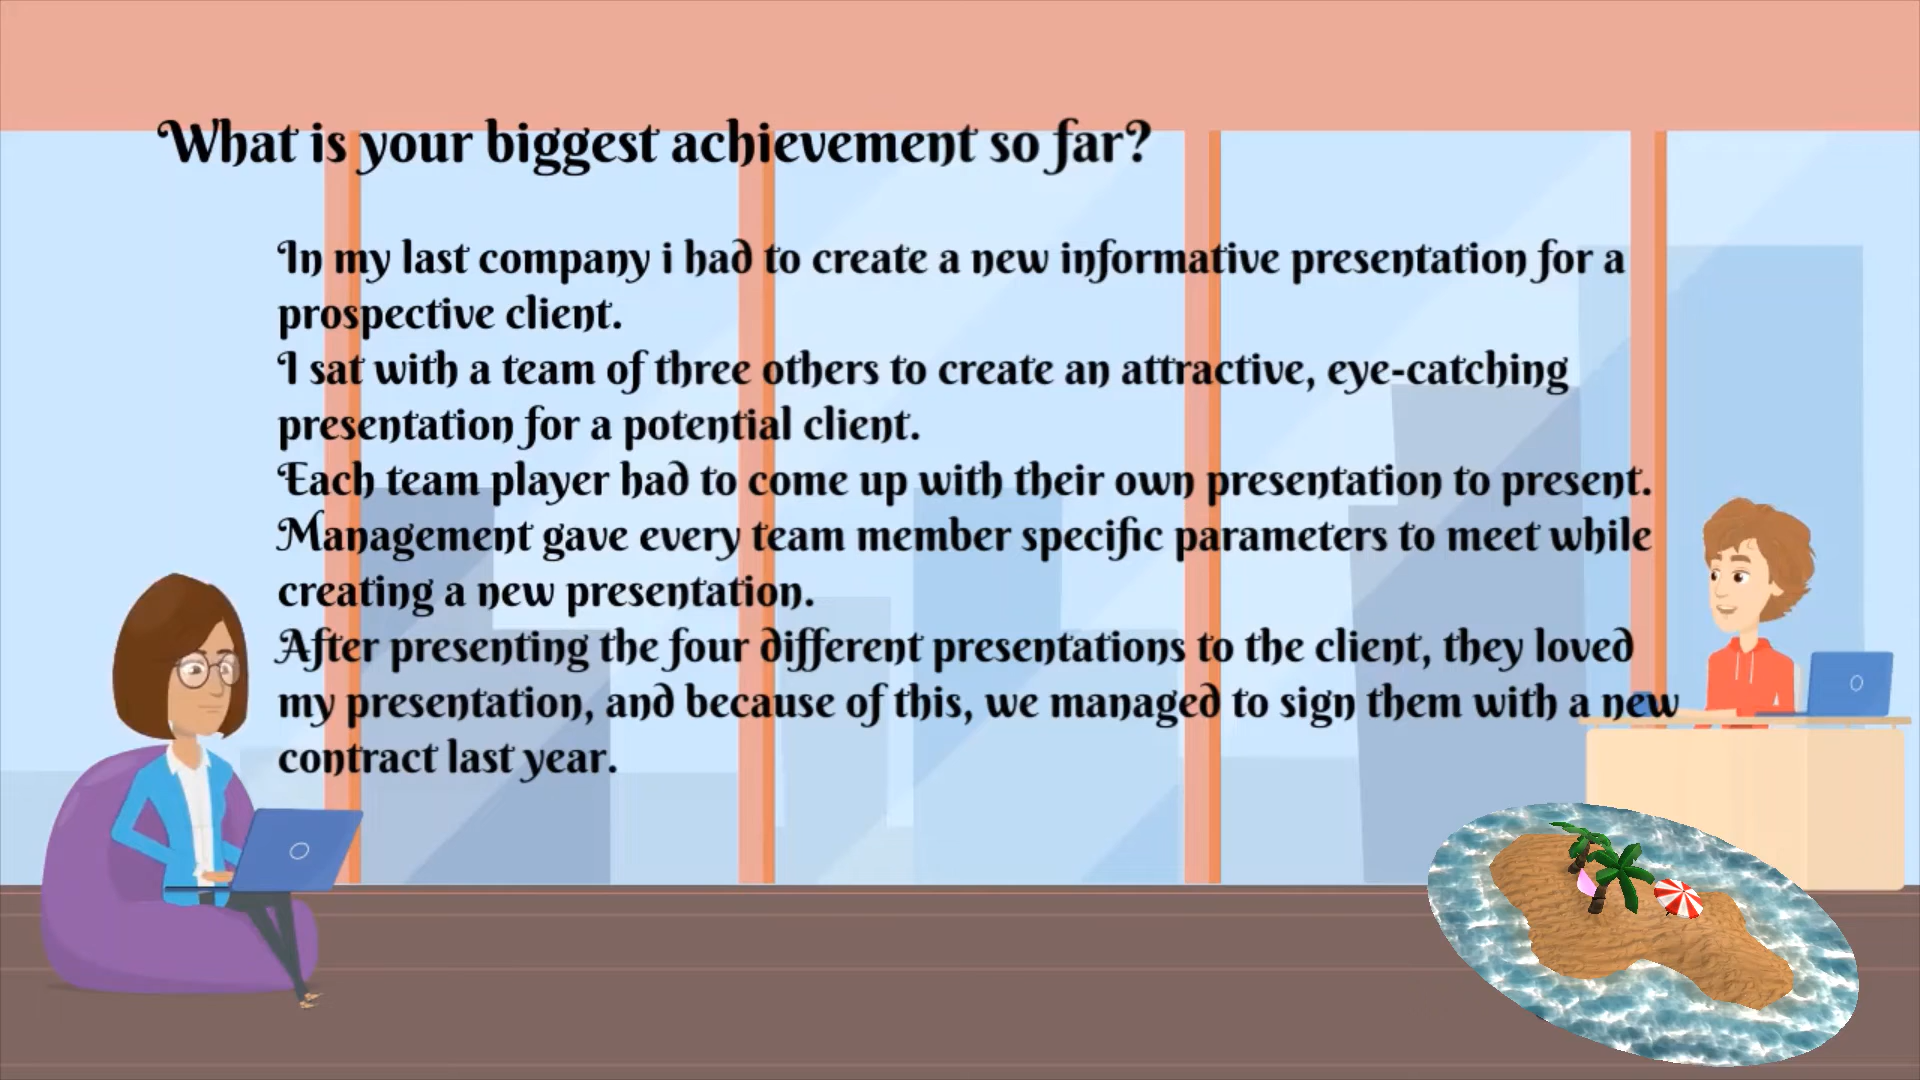 What is your biggest achievement so far?
In my last company i had to create a new informative presentation for a
prospective client.
I sat with a team of three others to create an attractive, eye-catching
presentation for a potential client.
Each team player had to come up with their own presentation to present.
Management gave every team member specific parameters to meet while
creating a new presentation.
After presenting the four different presentations to the client, they loved
my presentation, and because of this, we managed to sign them with a new
contract last year.